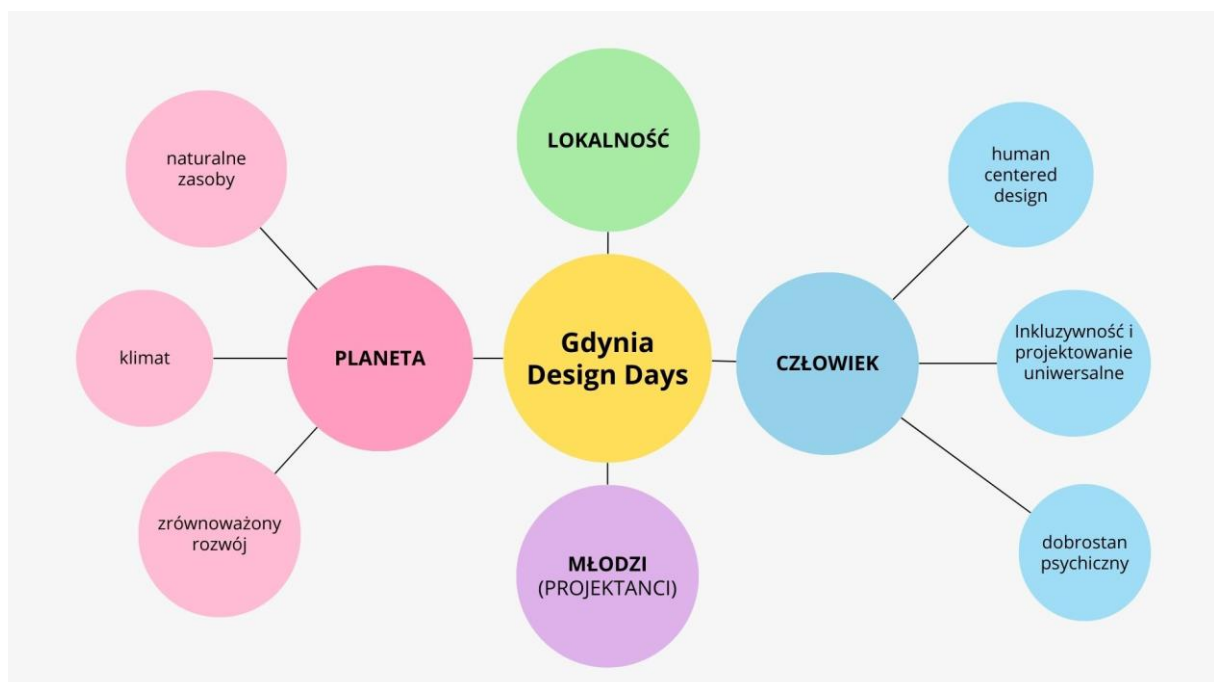 LOKALNOŚĆ
naturalne
zasoby
human
centered
design
klimat
PLANETA
Gdynia
Design Days
CZŁOWIEK
Inkluzywność i
projektowanie
uniwersalne
zrównoważony
rozwój
MŁODZI
(PROJEKTANCI)
dobrostan
psychiczny